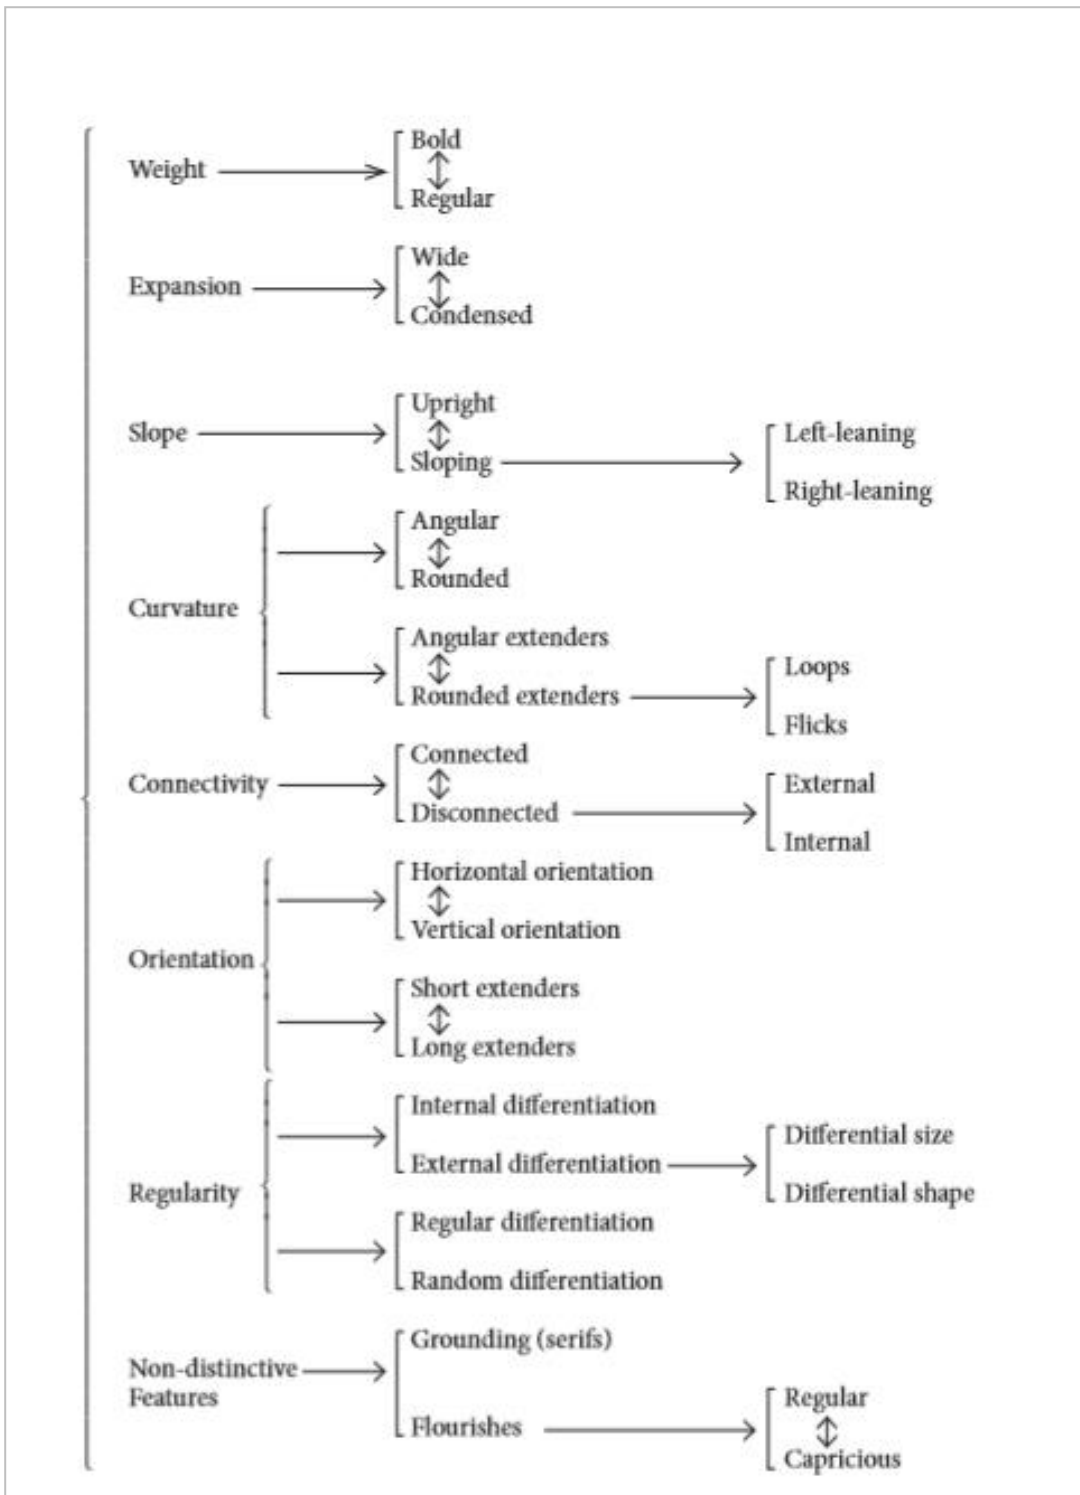 Bold
Weight
Regular
Wide
Expansion
Condensed
Upright
Slope
Left-leaning
Sloping
Right-leaning
Angular
Rounded
Curvature
Angular extenders
Loops
Rounded extenders
Flicks
Connected
Connectivity
External
Disconnected
Internal
Horizontal orientation
Vertical orientation
Orientation
Short extenders
Long extenders
Internal differentiation
Differential size
External differentiation
Regularity
Differential shape
Regular differentiation
Random differentiation
Grounding (serifs)
Non-distinctive
Features
Regular
Flourishes
Capricious